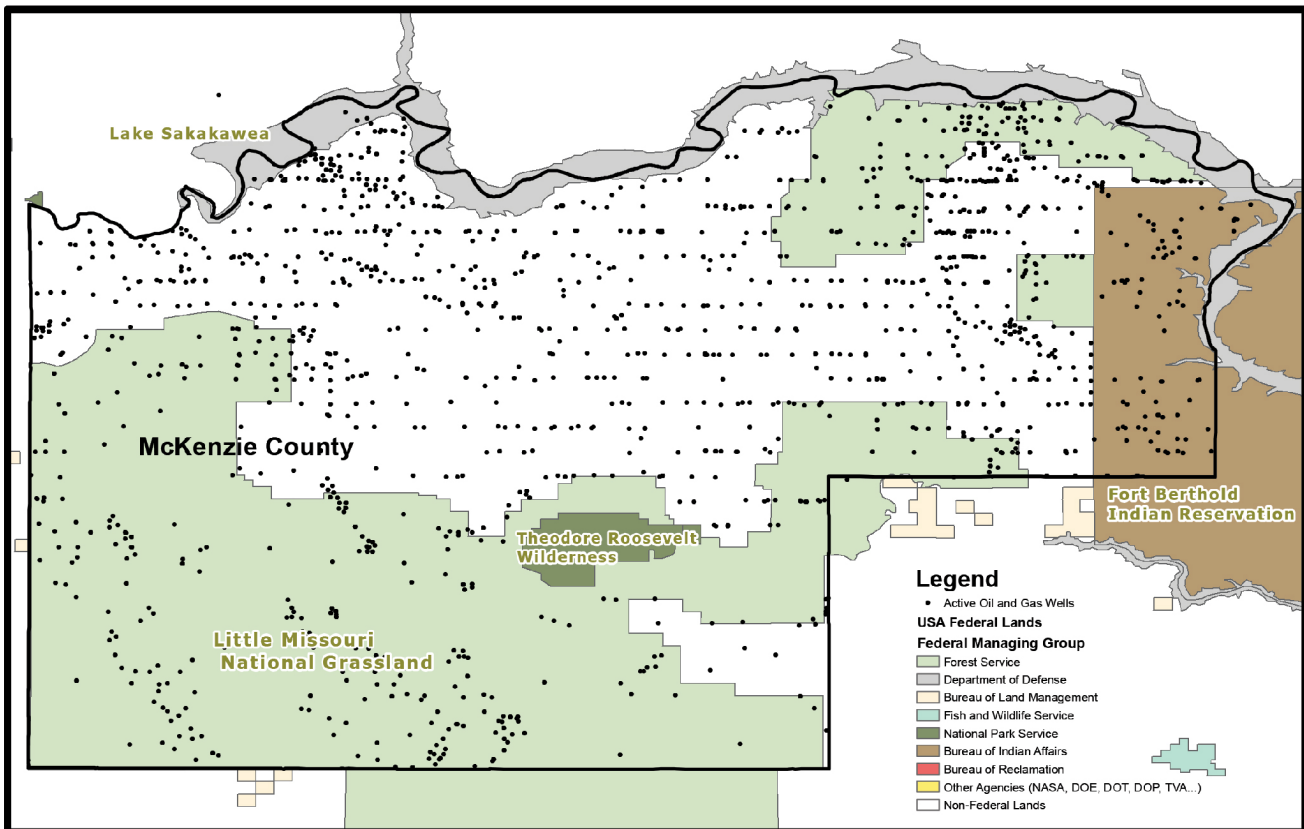 Lake Sakakawea
McKenzie County
Theodore Roosevelt
Wilderness
Fort Berthold
Indian Reservation
Little Missouri
National Grassland
Legend
Active Oil and Gas Wells
USA Federal Lands
Federal Managing Group
Forest Service
Department of Defense
Bureau of Land Management
Fish and Wildlife Service
National Park Service
Bureau of Indian Affairs
Bureau of Reclamation
Other Agencies (NASA, DOE, DOT, DOP, TVA...)
Non-Federal Lands